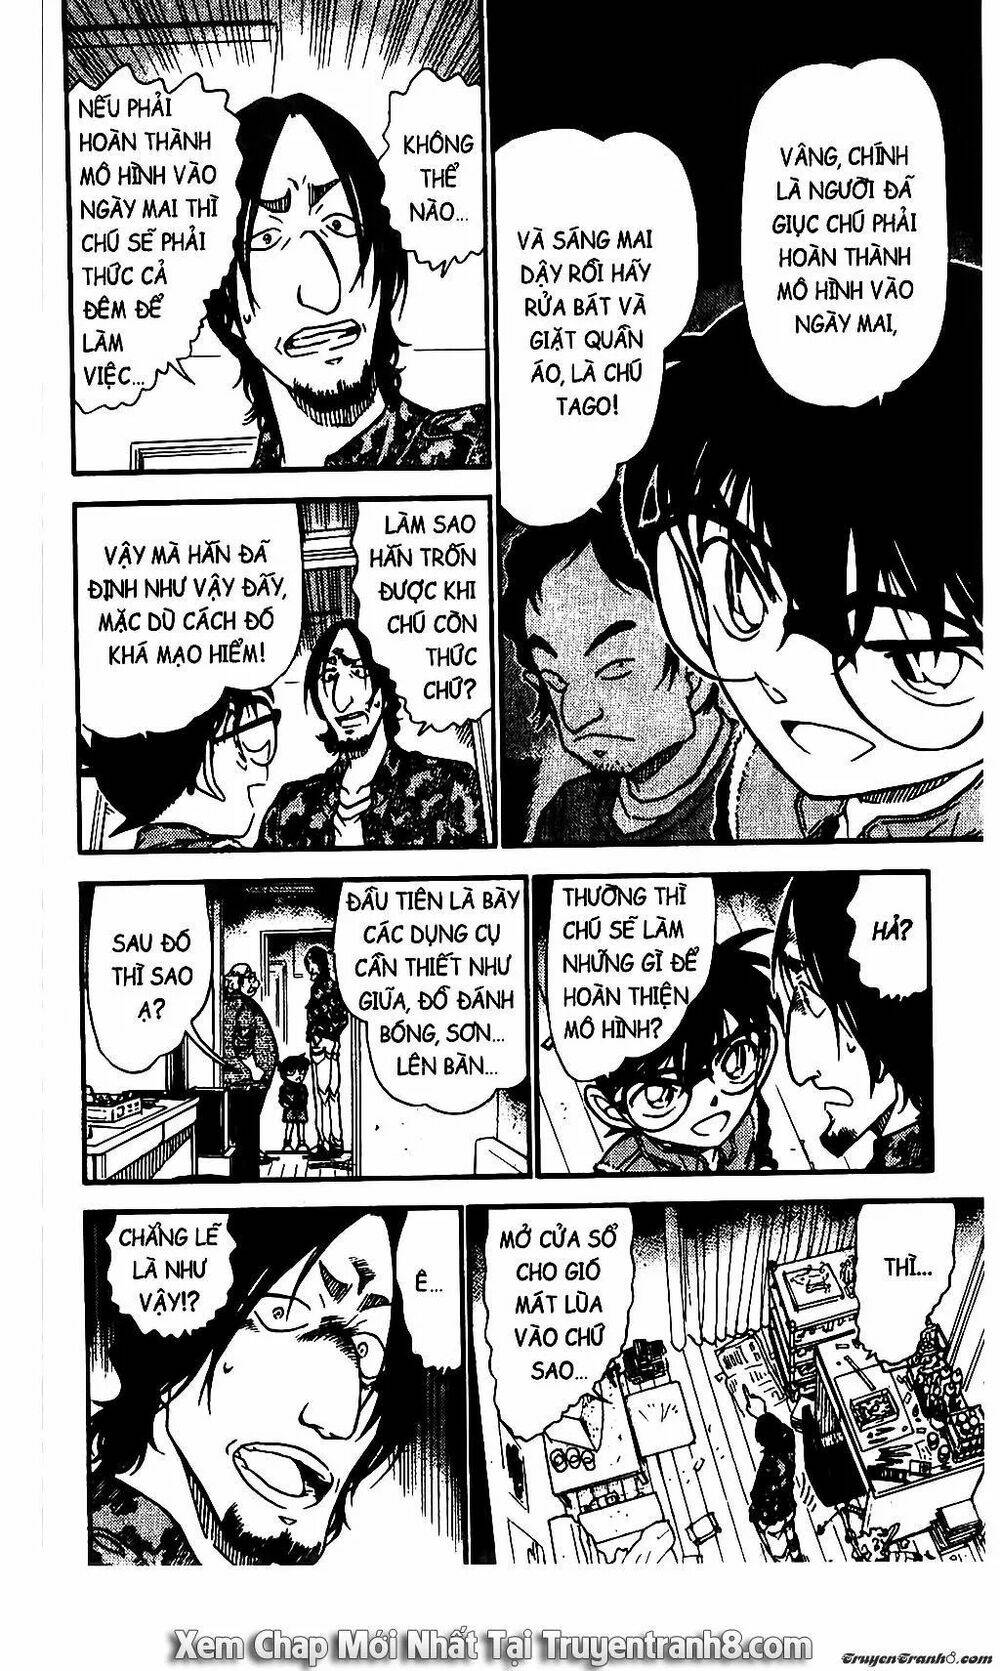 VÂNG, CHÍNH
LÀ NGƯỜI ĐÃ
GIỤC CHÚ PHẢI
HOÀN THÀNH
MÔ HÌNH VÀO
NGÀY MAI,
VÀ SÁNG MAI
DẬY RỒI HÃY
RỬA BÁT VÀ
GIẶT QUẦN
ÁO, LÀ CHÚ
TAGO!
KHÔNG
THỂ
NÀO...
NẾU PHẢI
HOÀN THÀNH
MÔ HÌNH VÀO
NGÀY MAI THÌ
CHÚ SẼ PHẢI
THỨC CẢ
ĐÊM ĐỂ
LÀM
VIỆC...
LÀM SAO
HẮN TRỐN
ĐƯỢC KHI
CHÚ CÒN
THỨC
CHỨ?
VẬY MÀ HẮN ĐÃ
ĐỊNH NHƯ VẬY ĐẤY,
MẶC DÙ CÁCH ĐÓ
KHÁ MẠO HIỂM!
HẢ?
THƯỜNG THÌ
CHÚ SẼ LÀM
NHỮNG GÌ ĐỂ
HOÀN THIỆN
MÔ HÌNH?
ĐẦU TIÊN LÀ BÀY
CÁC DỤNG CỤ
CẦN THIẾT NHƯ
GIŨA, ĐỒ ĐÁNH
BÓNG, SƠN...
LÊN BÀN...
SAU ĐÓ
THÌ SAO
Ạ?
THÌ...
MỞ CỬA SỔ
CHO GIÓ
MÁT LÙA
VÀO CHỨ
SAO...
Ê...
CHẲNG LẼ
LÀ NHƯ
VẬY!?
Xem Chap Mới Nhất Tại Truyentranh8.com
TruyenTranh8.com